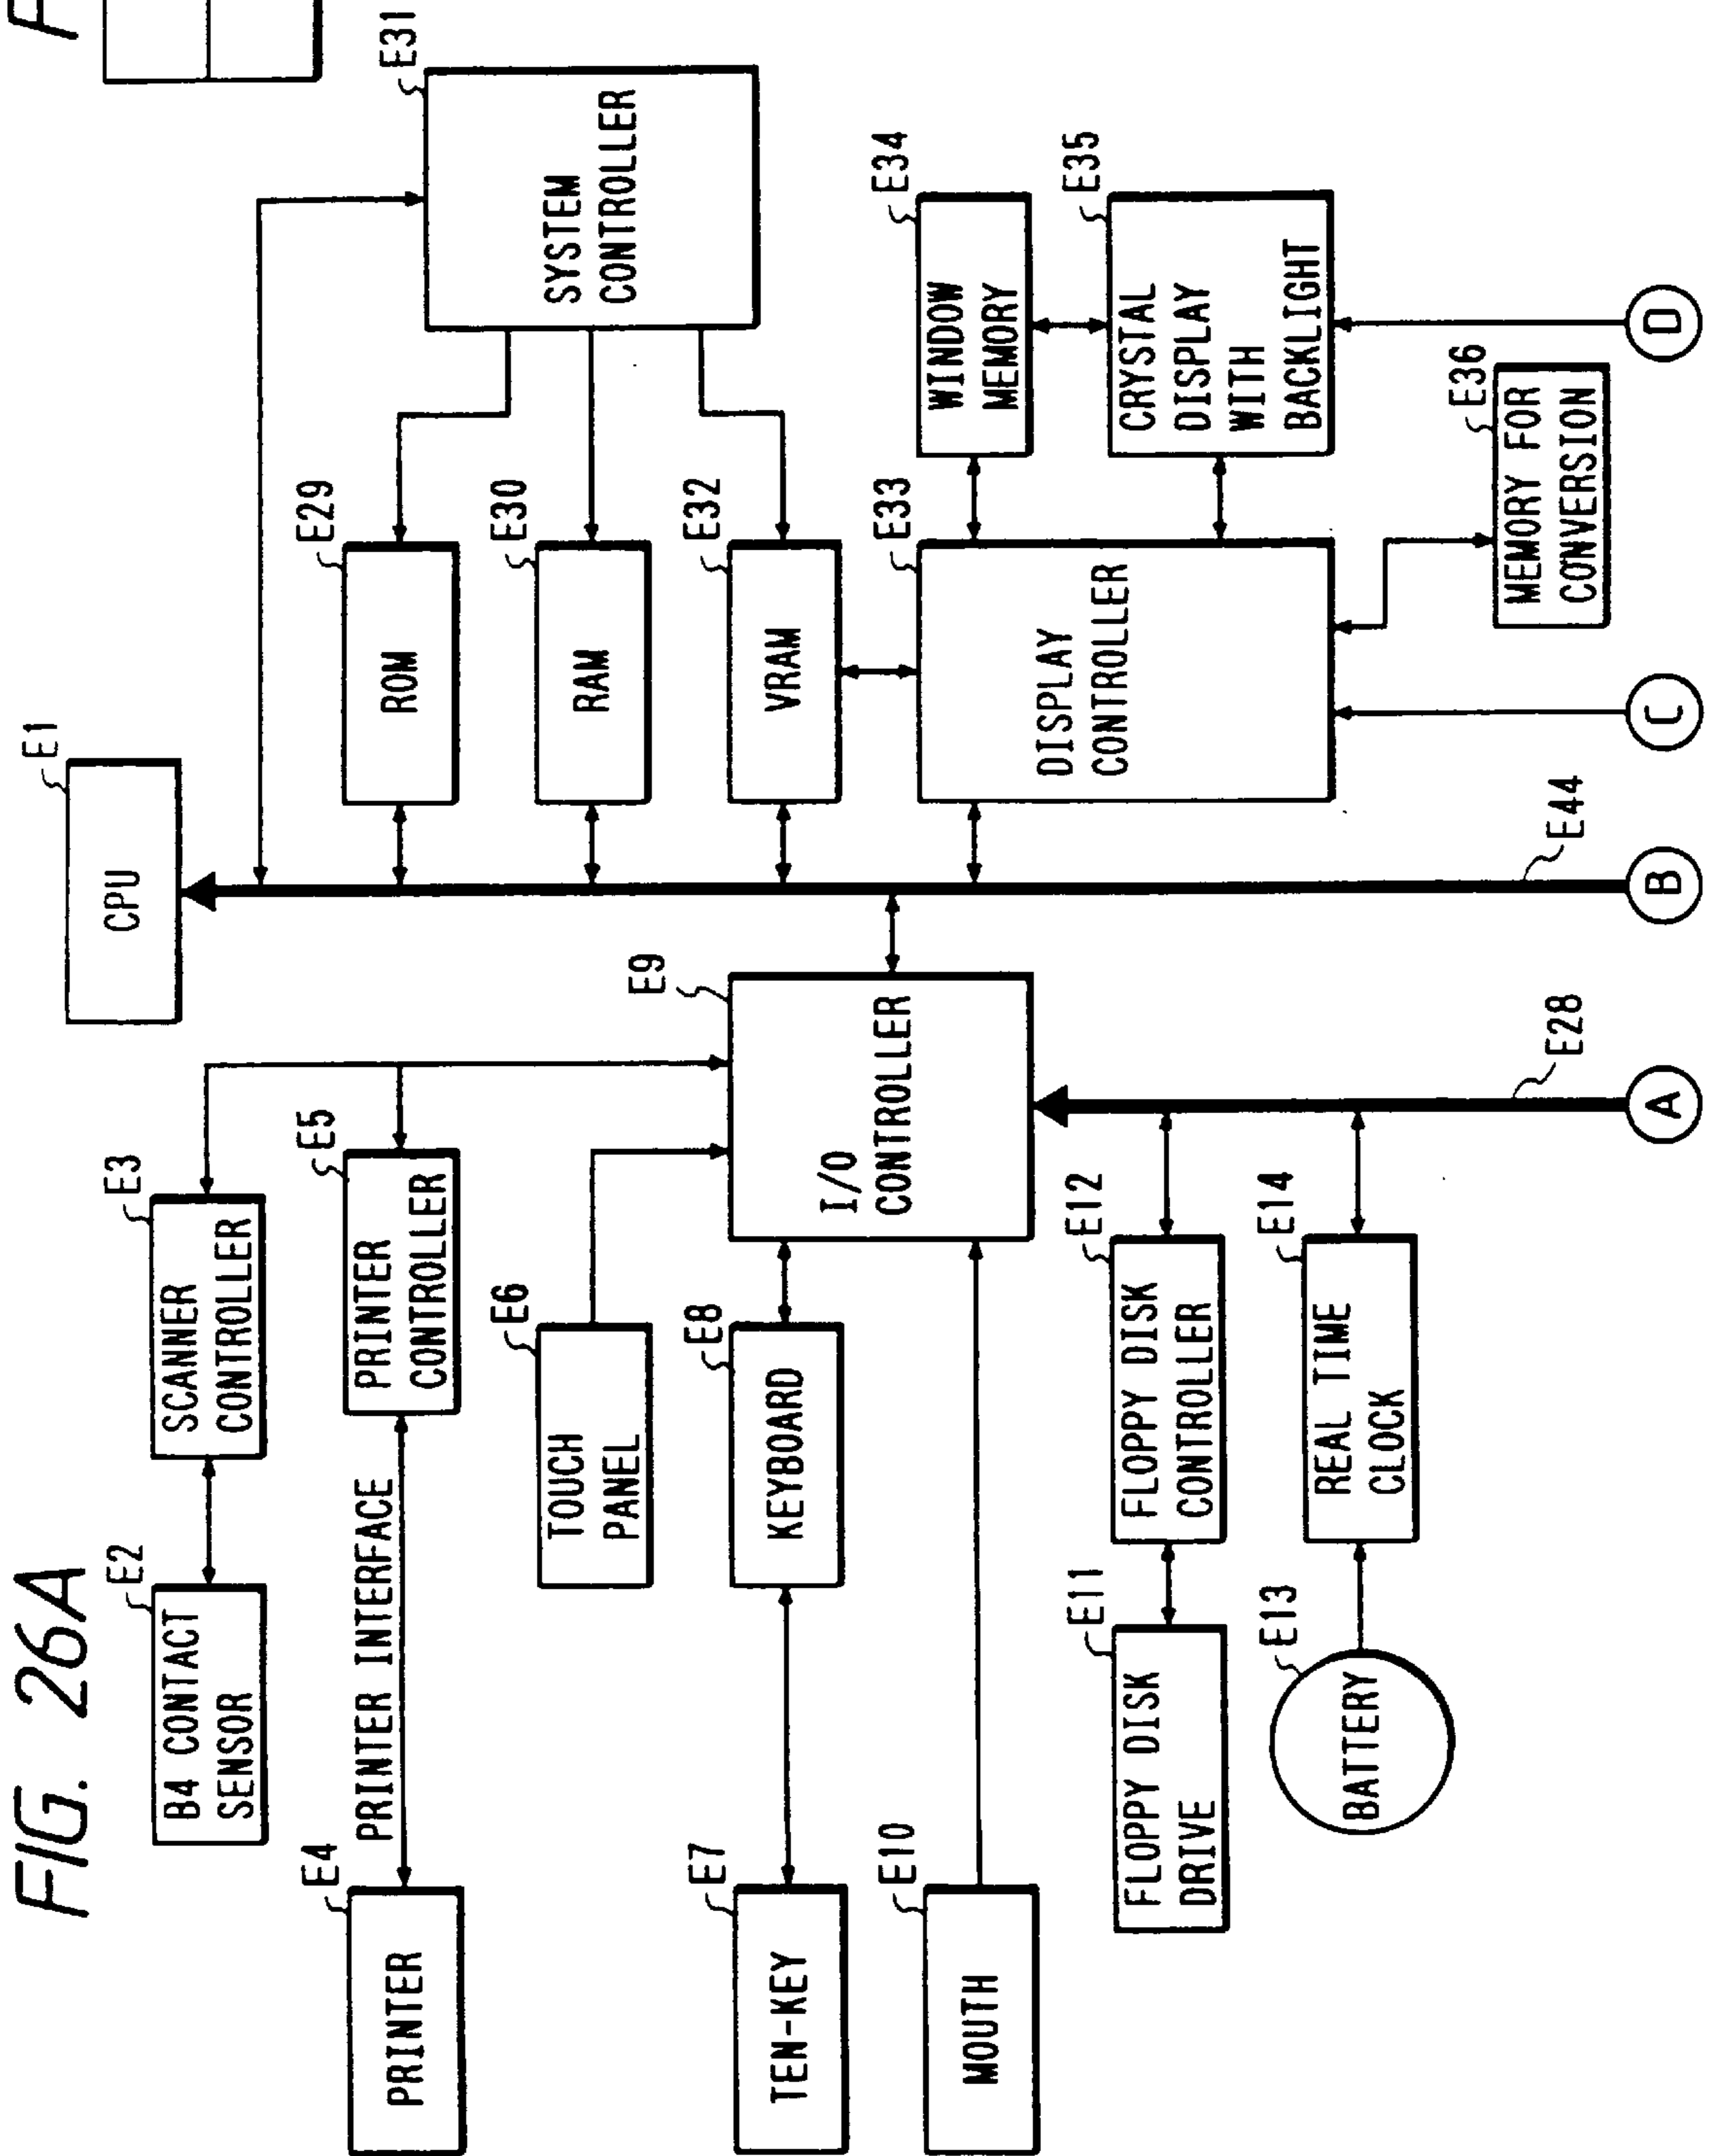 FIG. 26A
F
CPU
E1
B4 CONTACT
SENSOR
E2
SCANNER
CONTROLLER
E3
PRINTER
E4
PRINTER INTERFACE
PRINTER
CONTROLLER
E5
TOUCH
PANEL
E6
TEN-KEY
E7
KEYBOARD
E8
I/O
CONTROLLER
E9
MOUTH
E10
FLOPPY DISK
DRIVE
E11
FLOPPY DISK
CONTROLLER
E12
BATTERY
E13
REAL TIME
CLOCK
E14
E28
A
ROM
E29
RAM
E30
SYSTEM
CONTROLLER
E31
VRAM
E32
DISPLAY
CONTROLLER
E33
WINDOW
MEMORY
E34
CRYSTAL
DISPLAY
WITH
BACKLIGHT
E35
MEMORY FOR
CONVERSION
E36
E44
B
C
D